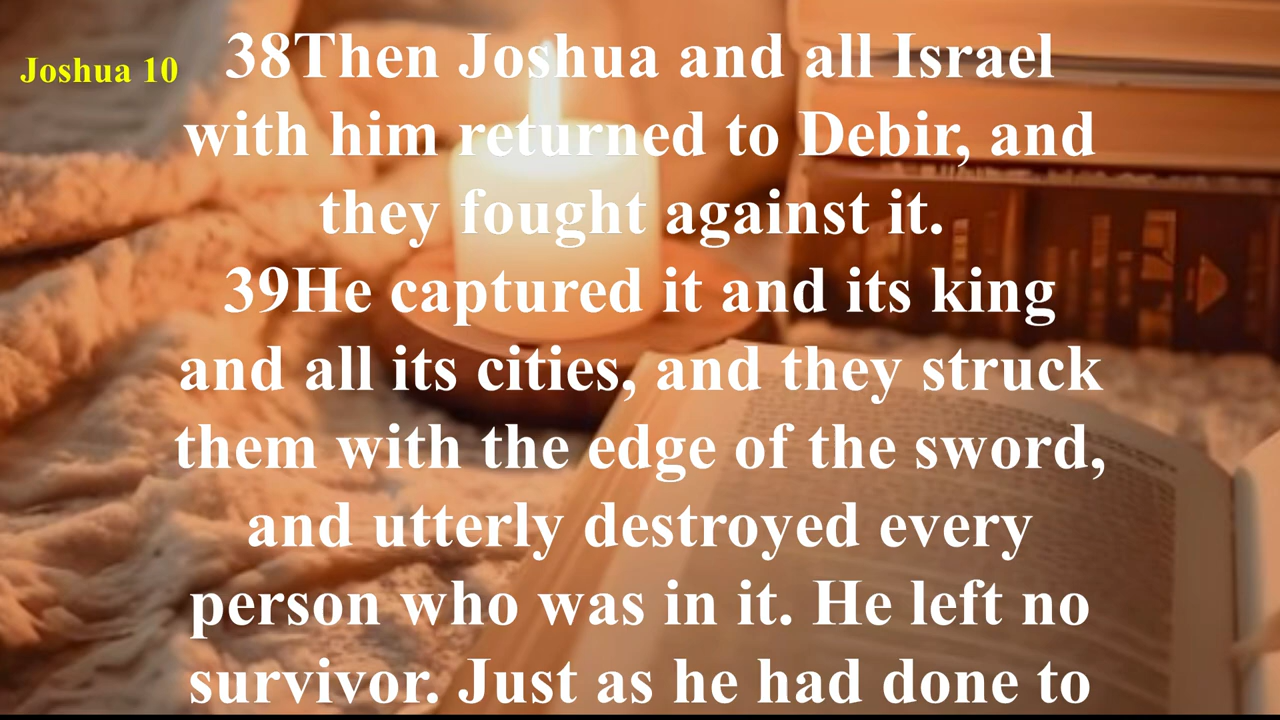 Joshua 10
38Then Joshua and all Israel
with him returned to Debir, and
they fought against it.
39He captured it and its king
and all its cities, and they struck
them with the edge of the sword,
and utterly destroyed every
person who was in it. He left no
survivor. Just as he had done to